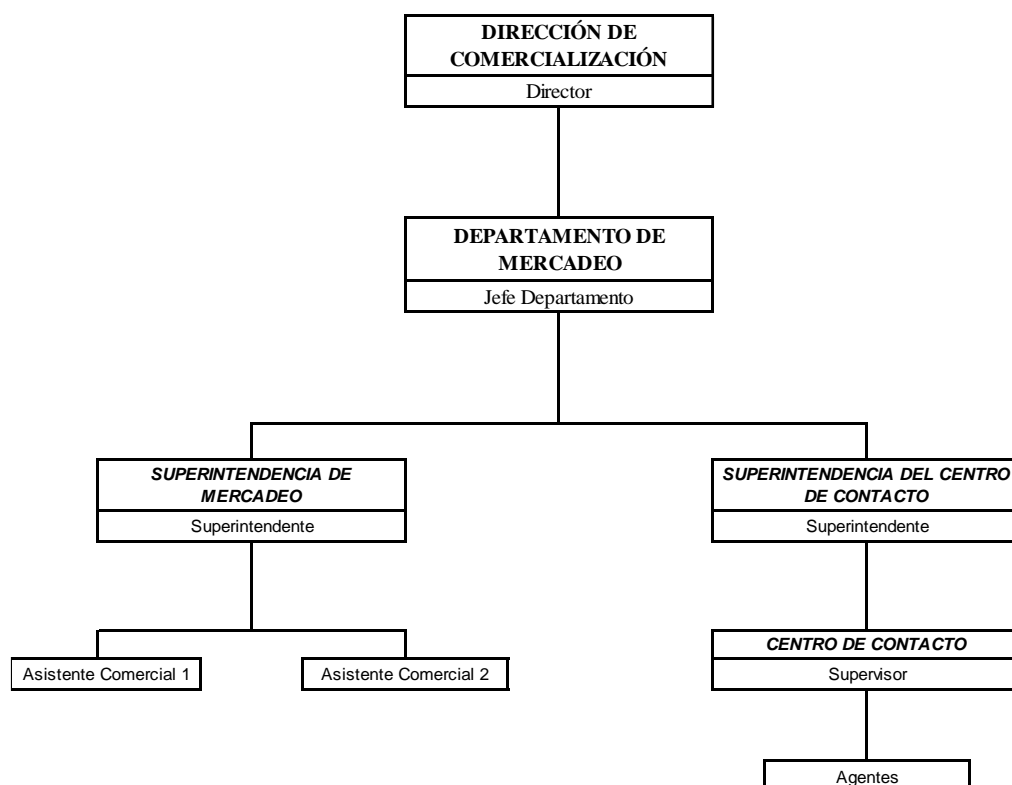 DIRECCIÓN DE
COMERCIALIZACIÓN
Director
DEPARTAMENTO DE
MERCADEO
Jefe Departamento
SUPERINTENDENCIA DE
MERCADEO
Superintendente
SUPERINTENDENCIA DEL CENTRO
DE CONTACTO
Superintendente
Asistente Comercial 1
Asistente Comercial 2
CENTRO DE CONTACTO
Supervisor
Agentes